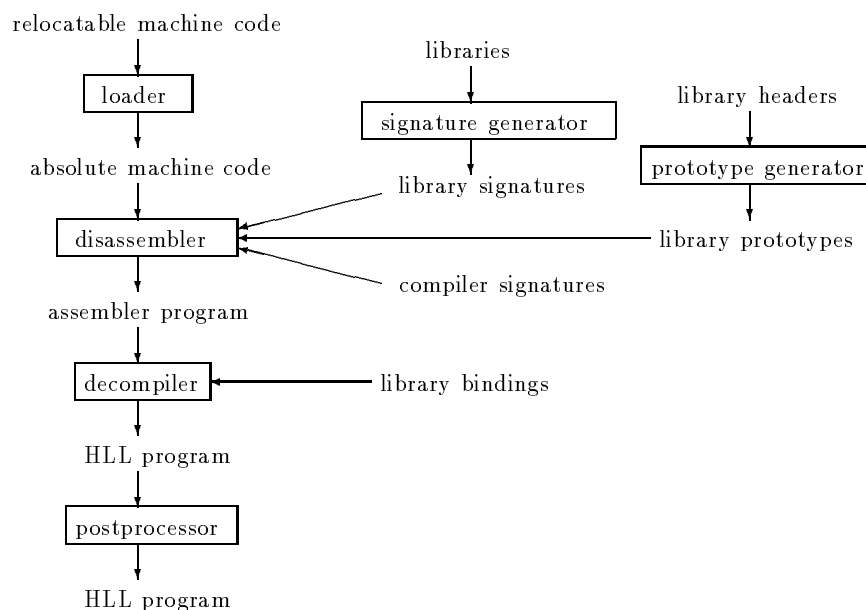 relocatable machine code
libraries
loader
library headers
signature generator
absolute machine code
prototype generator
library signatures
disassembler
library prototypes
compiler signatures
assembler program
decompiler
library bindings
HLL program
postprocessor
HLL program